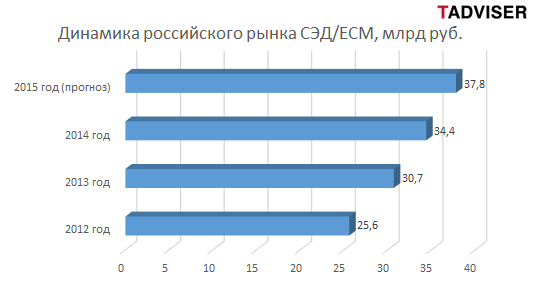 TADVISER
Динамика российского рынка СЭД/ECM, млрд руб.
2015 год (прогноз) 37,8
2014 год 34,4
2013 год 30,7
2012 год 25,6
0 5 10 15 20 25 30 35 40